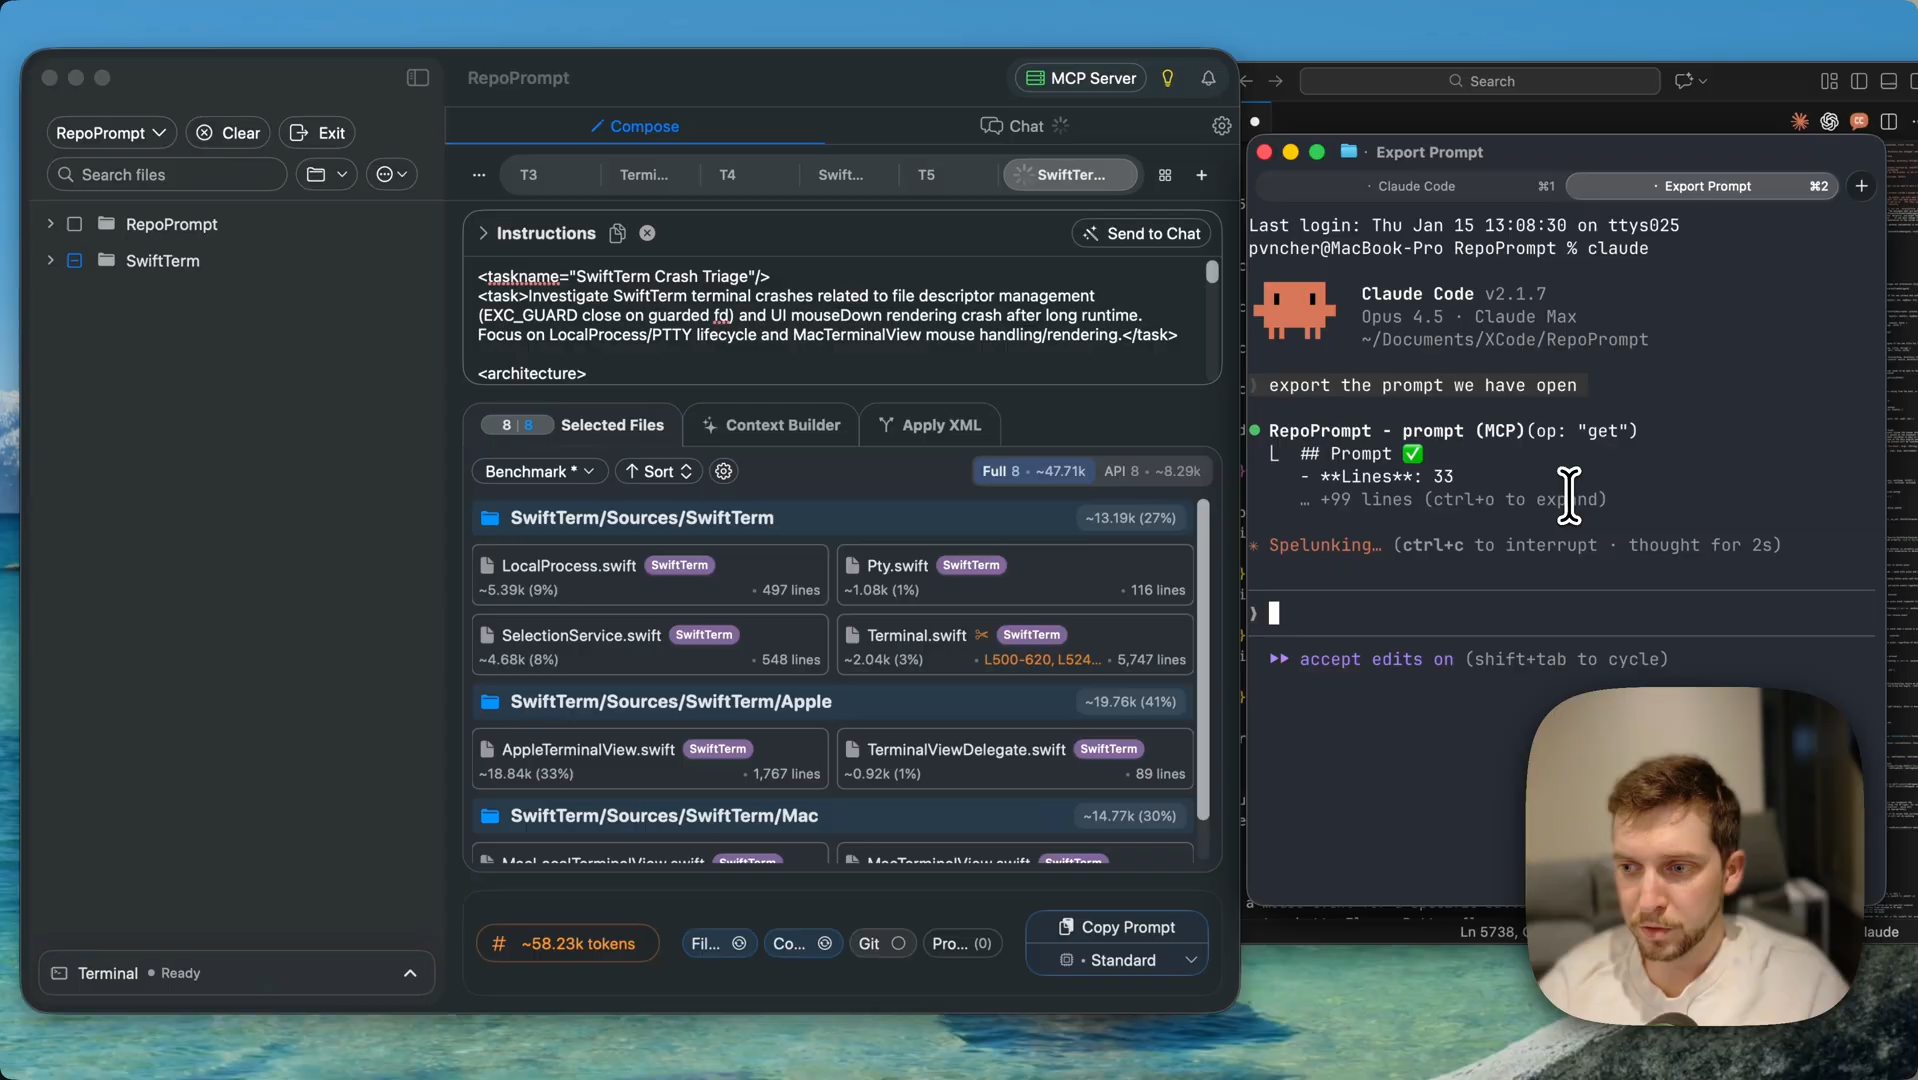 RepoPrompt
MCP Server
RepoPrompt
Clear
Exit
Search files
RepoPrompt
SwiftTerm
Terminal • Ready
Compose
Chat
T3
Termi...
T4
Swift...
T5
SwiftTer...
Instructions
Send to Chat
<taskname="SwiftTerm Crash Triage"/>
<task>Investigate SwiftTerm terminal crashes related to file descriptor management
(EXC_GUARD close on guarded fd) and UI mouseDown rendering crash after long runtime.
Focus on LocalProcess/PTTY lifecycle and MacTerminalView mouse handling/rendering.</task>
<architecture>
8 | 8 Selected Files
Context Builder
Apply XML
Benchmark *
Sort
Full 8 • ~47.71k
API 8 • ~8.29k
SwiftTerm/Sources/SwiftTerm
~13.19k (27%)
LocalProcess.swift SwiftTerm
~5.39k (9%) • 497 lines
Pty.swift SwiftTerm
~1.08k (1%) • 116 lines
SelectionService.swift SwiftTerm
~4.68k (8%) • 548 lines
Terminal.swift SwiftTerm
~2.04k (3%) • L500-620, L524... • 5,747 lines
SwiftTerm/Sources/SwiftTerm/Apple
~19.76k (41%)
AppleTerminalView.swift SwiftTerm
~18.84k (33%) • 1,767 lines
TerminalViewDelegate.swift SwiftTerm
~0.92k (1%) • 89 lines
SwiftTerm/Sources/SwiftTerm/Mac
~14.77k (30%)
MacLocalTerminalView.swift SwiftTerm
MacTerminalView.swift SwiftTerm
# ~58.23k tokens
Fil...
Co...
Git
Pro... (0)
Copy Prompt
• Standard
Search
· Export Prompt
· Claude Code ⌘1
· Export Prompt ⌘2
Last login: Thu Jan 15 13:08:30 on ttys025
pvncher@MacBook-Pro RepoPrompt % claude
Claude Code v2.1.7
Opus 4.5 · Claude Max
~/Documents/XCode/RepoPrompt
❯ export the prompt we have open
RepoPrompt - prompt (MCP)(op: "get")
## Prompt ✅
- **Lines**: 33
… +99 lines (ctrl+o to expand)
Spelunking… (ctrl+c to interrupt · thought for 2s)
❯
accept edits on (shift+tab to cycle)
Ln 5738,